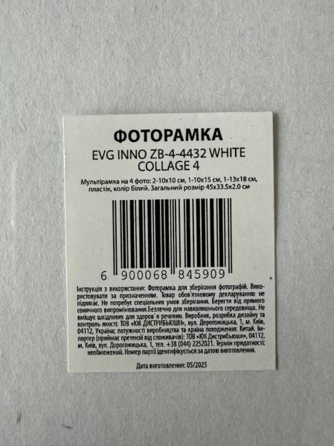 ФОТОРАМКА
EVG INNO ZB-4-4432 WHITE
COLLAGE 4
Мультірамка на 4 фото: 2-10х10 см, 1-10х15 см, 1-13х18 см,
пластік, колір білий. Загальний розмір 45х33.5х2.0 см
6 900068 845909
Інструкція з використання: Фоторамка для зберігання фотографій. Вико-
ристовувати за призначенням. Товар обов'язковому декларуванню не
підлягає. Не потребує спеціальних умов зберігання. Берегти від прямого
сонячного випромінювання. Безпечно для навколишнього середовища. Не
вміщує шкідливих для здоров'я речовин. Виробник, розробка дизайну та
контроль якості: ТОВ «ЮК ДИСТРИБЬЮШН», вул. Дорогожицька, 1, м. Київ,
04112, Україна; потужності виробництва та країна походження: Китай. Ім-
портер (приймає претензії від споживачів): ТОВ «ЮК Дистрибьюшн», 04112,
м. Київ, вул. Дорогожицька, 1, тел. +38 (044) 2252021. Термін придатності:
необмежений. Номер партії ідентифікується за датою виготовлення.
Дата виготовлення: 05/2025